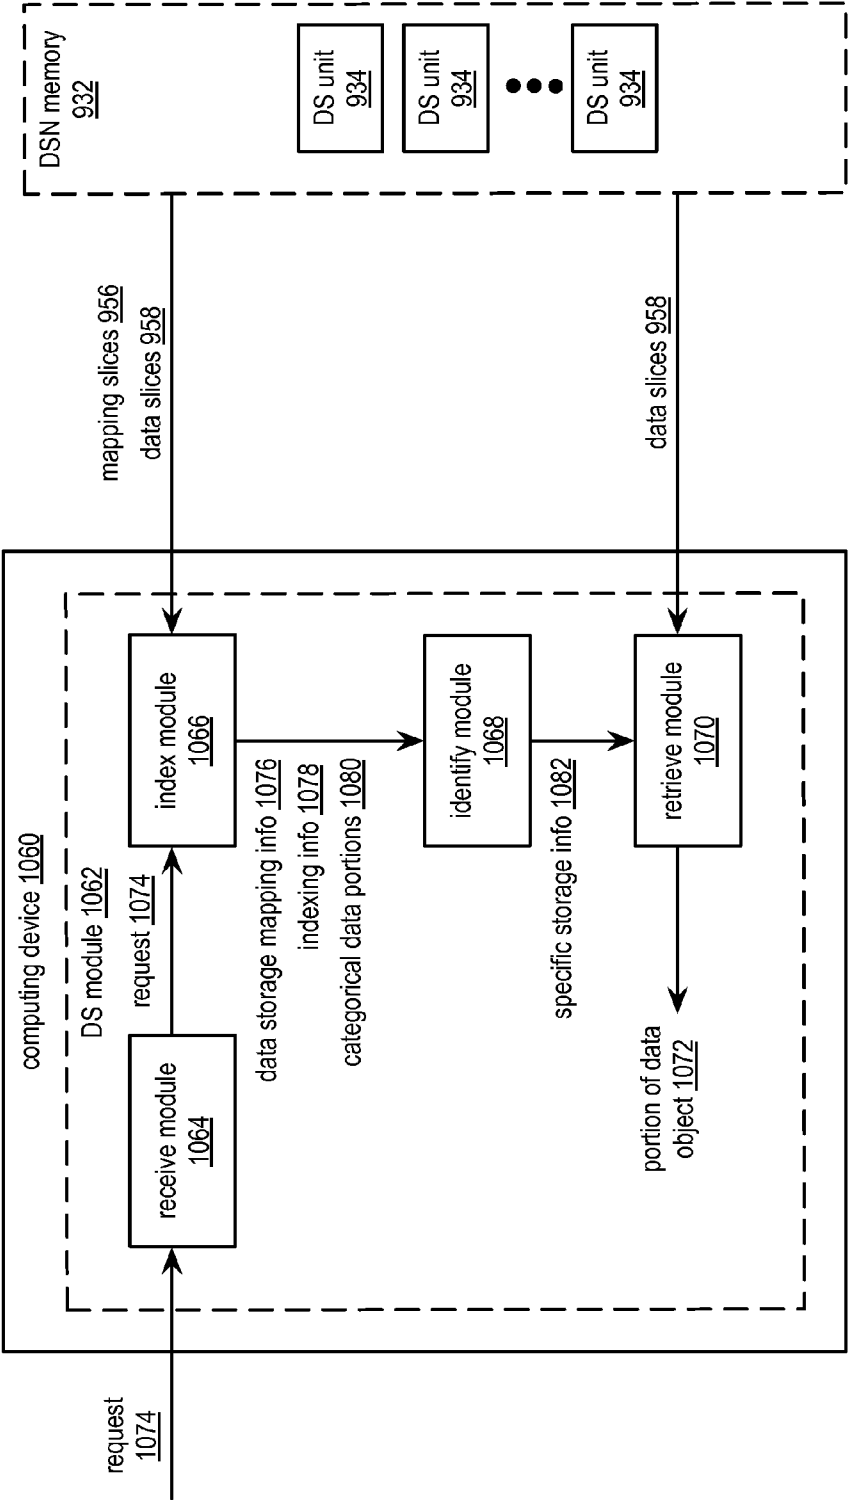 computing device 1060
DS module 1062
request
1074
receive module
1064
request 1074
index module
1066
mapping slices 956
data slices 958
DSN memory
932
DS unit
934
DS unit
934
DS unit
934
data storage mapping info 1076
indexing info 1078
categorical data portions 1080
identify module
1068
specific storage info 1082
retrieve module
1070
data slices 958
portion of data
object 1072